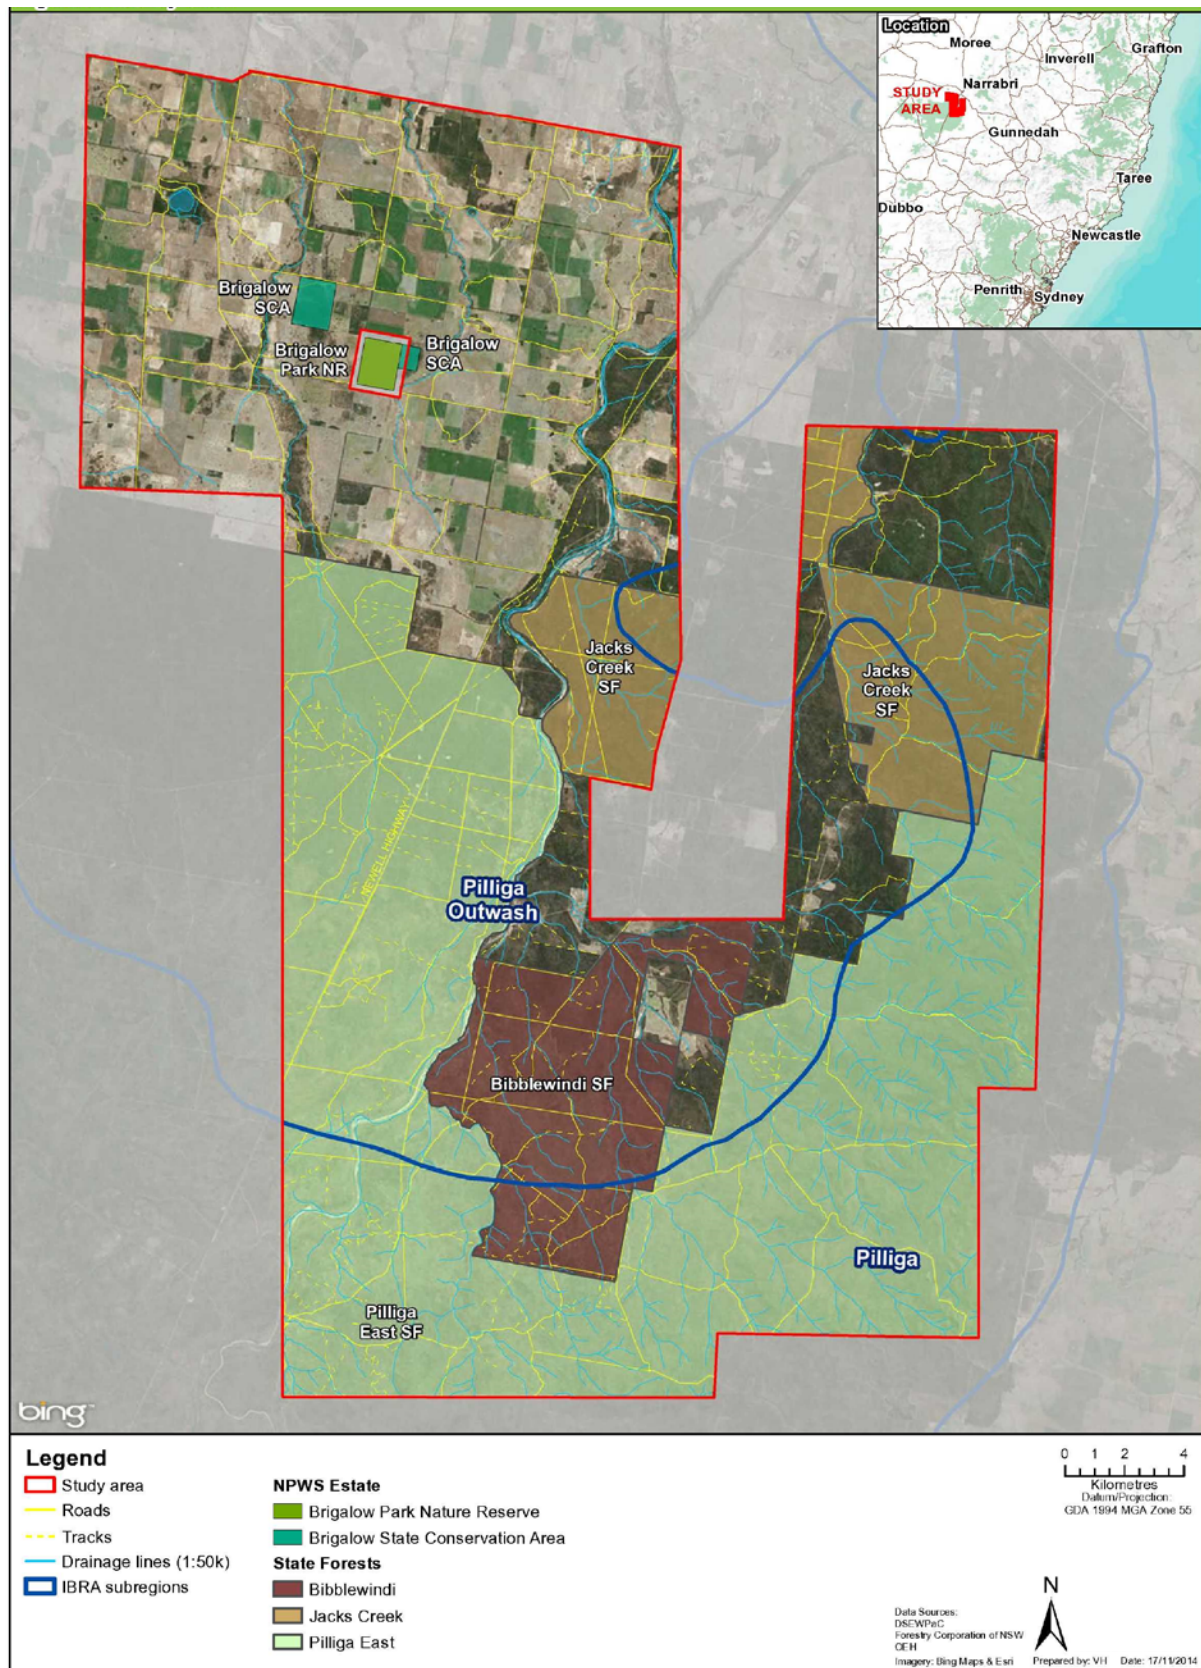 Location
Moree
Grafton
Inverell
Narrabri
STUDY
AREA
Gunnedah
Taree
Dubbo
Newcastle
Penrith
Sydney
Brigalow
SCA
Brigalow
Park NR
Brigalow
SCA
Jacks
Creek
SF
Jacks
Creek
SF
NEWELL HIGHWAY
Pilliga
Outwash
Bibblewindi SF
Pilliga
Pilliga
East SF
bing™
Legend
Study area
Roads
Tracks
Drainage lines (1:50k)
IBRA subregions
NPWS Estate
Brigalow Park Nature Reserve
Brigalow State Conservation Area
State Forests
Bibblewindi
Jacks Creek
Pilliga East
0 1 2 4
Kilometres
Datum/Projection:
GDA 1994 MGA Zone 55
N
Data Sources:
DSEWPaC
Forestry Corporation of NSW
OEH
Imagery: Bing Maps & Esri
Prepared by: VH Date: 17/11/2014